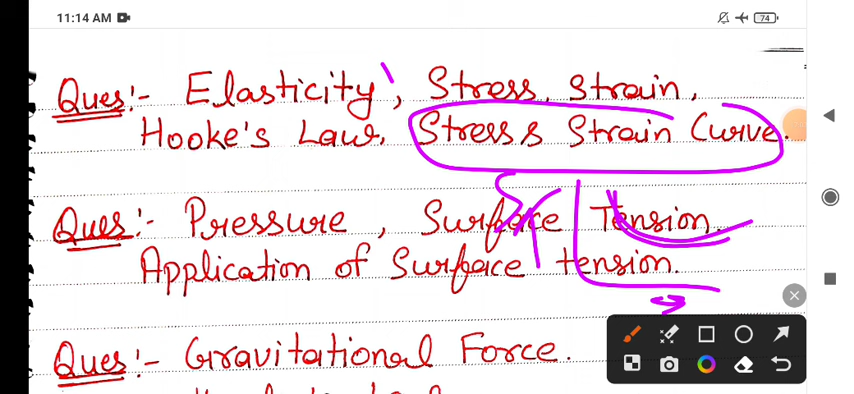 11:14 AM
74
Ques:- Elasticity, Stress, Strain,
Hooke's Law, Stress & Strain Curve.
Ques:- Pressure, Surface Tension.
Application of Surface tension.
Ques:- Gravitational Force.